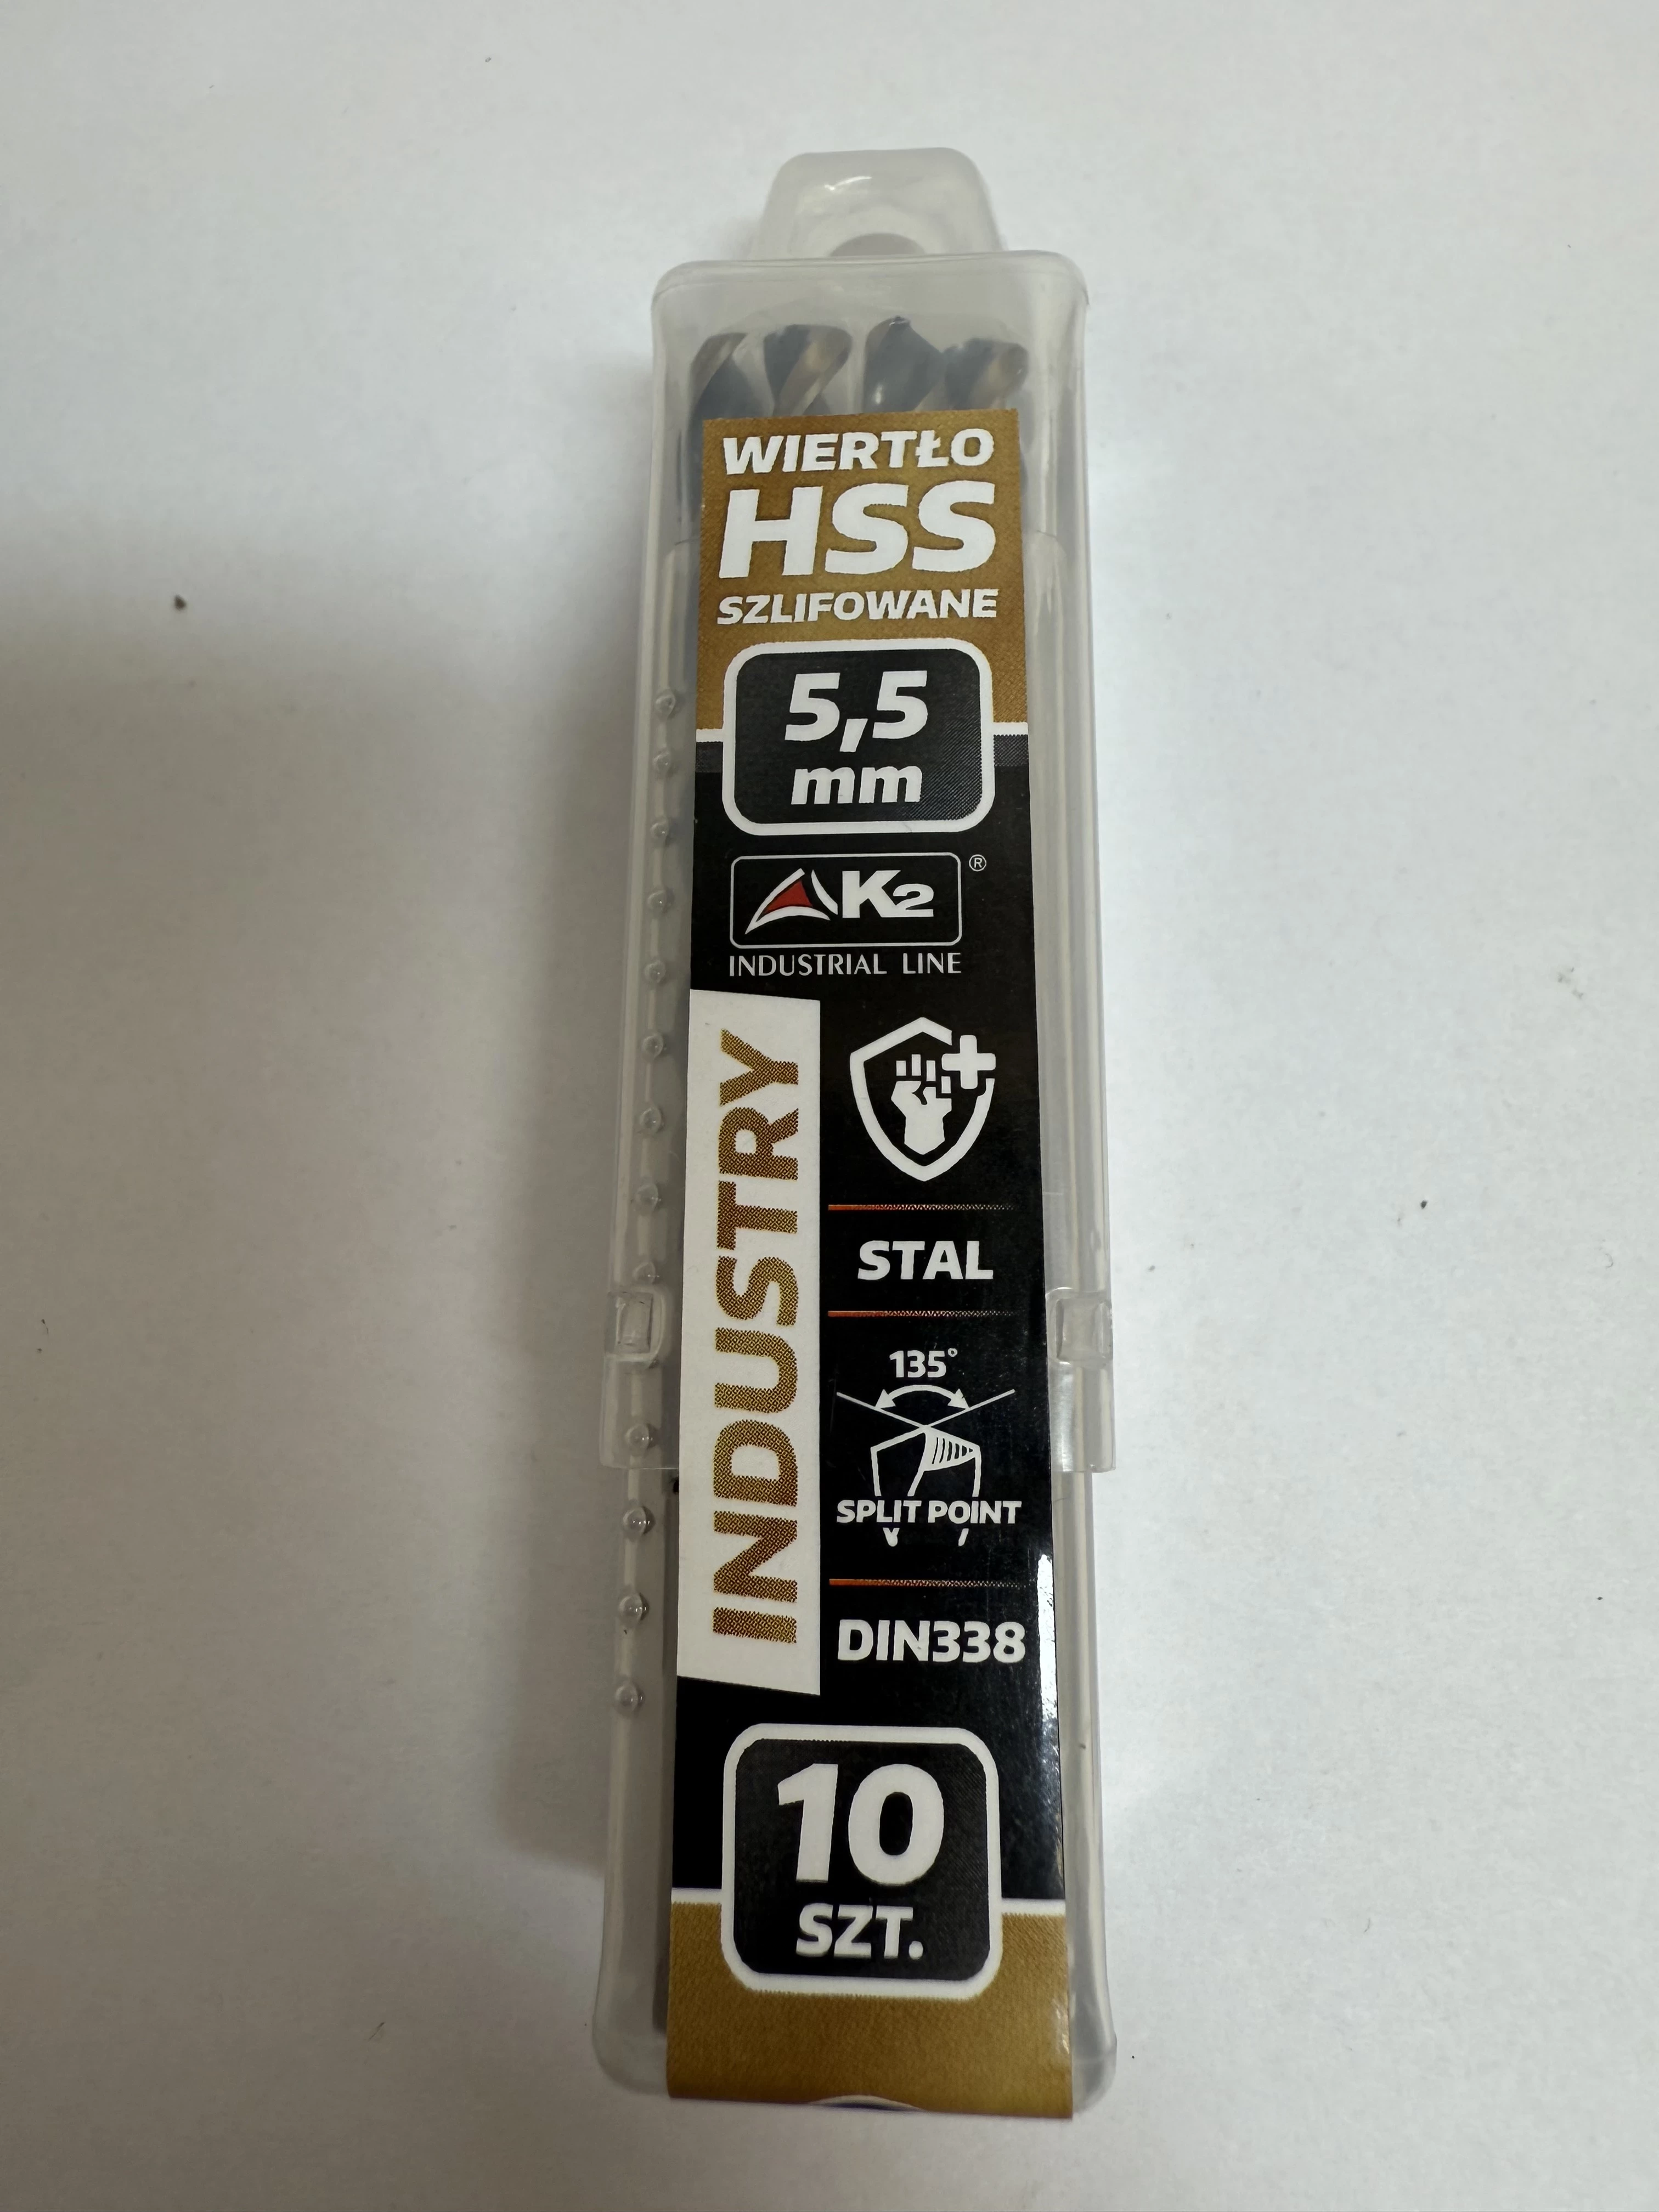 WIERTŁO
HSS
SZLIFOWANE
5,5
mm
K2 ®
INDUSTRIAL LINE
INDUSTRY
STAL
135°
SPLIT POINT
DIN338
10
SZT.